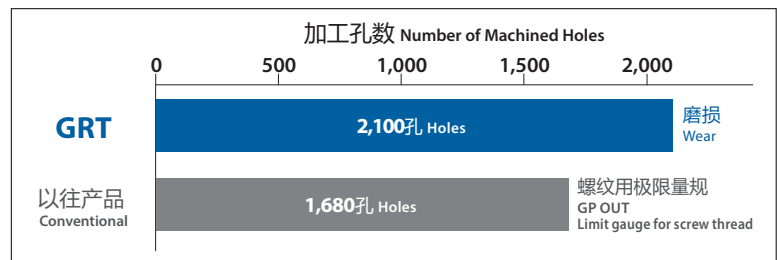 加工孔数 Number of Machined Holes
0 500 1,000 1,500 2,000
GRT
2,100孔 Holes
磨损
Wear
以往产品
Conventional
1,680孔 Holes
螺纹用极限量规
GP OUT
Limit gauge for screw thread